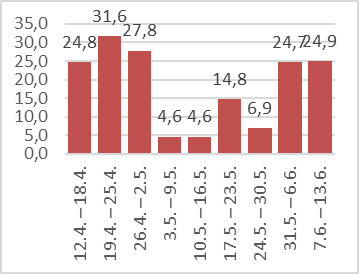 35,0
30,0
25,0
20,0
15,0
10,0
5,0
0,0
24,8
31,6
27,8
4,6
4,6
14,8
6,9
24,7
24,9
12.4. – 18.4.
19.4. – 25.4.
26.4. – 2.5.
3.5. – 9.5.
10.5. – 16.5.
17.5. – 23.5.
24.5. – 30.5.
31.5. – 6.6.
7.6. – 13.6.